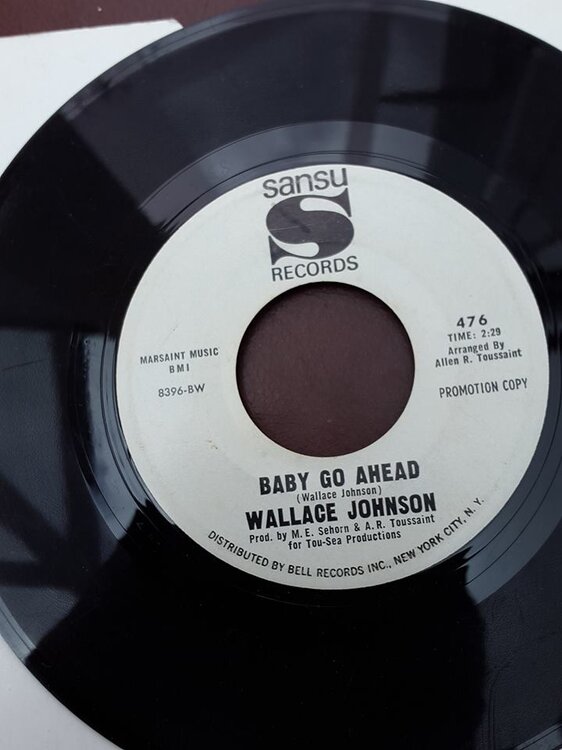 sansu
S
RECORDS
476
TIME: 2:29
Arranged By
Allen R. Toussaint
PROMOTION COPY
MARSAINT MUSIC
BMI
8396-BW
BABY GO AHEAD
(Wallace Johnson)
WALLACE JOHNSON
Prod. by M. E. Sehorn & A.R. Toussaint
for Tou-Sea Productions
DISTRIBUTED BY BELL RECORDS INC., NEW YORK CITY, N. Y.